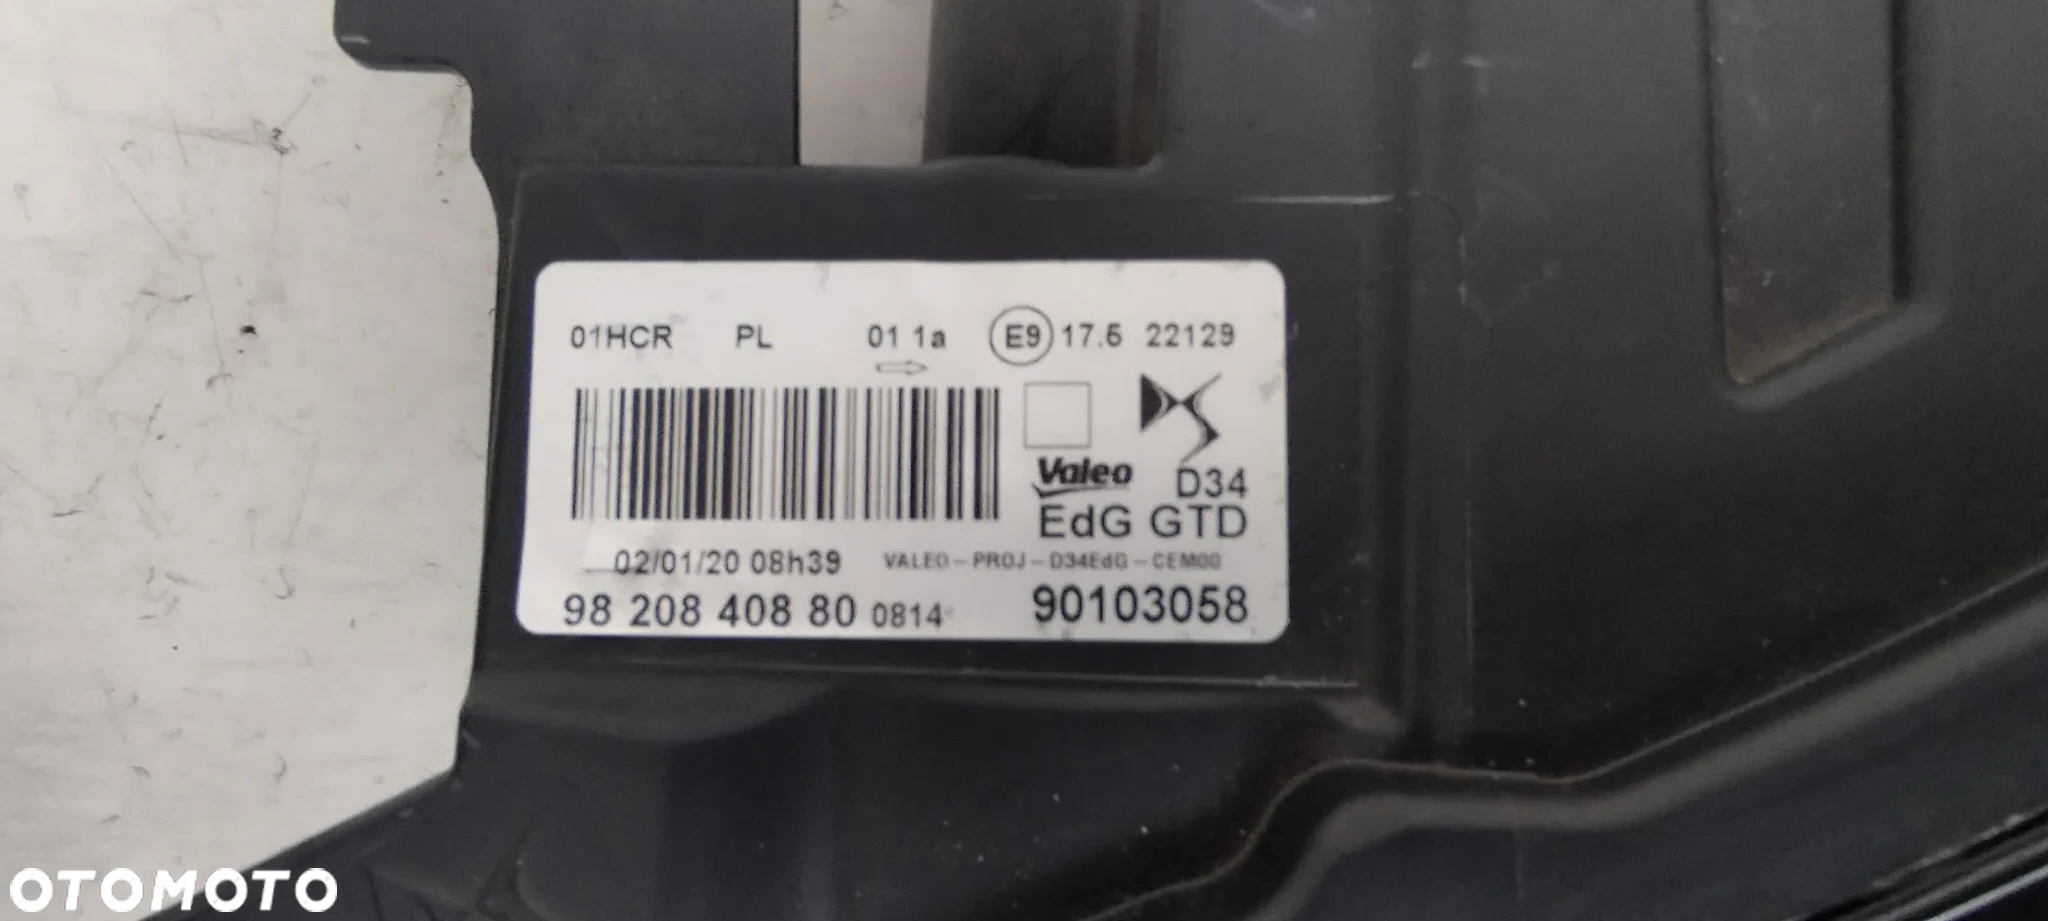 01HCR PL 01 1a E9 17.5 22129
Valeo D34
EdG GTD
02/01/20 08h39 VALEO-PROJ-D34EdG-CEM00
98 208 408 80 0814 90103058
OTOMOTO